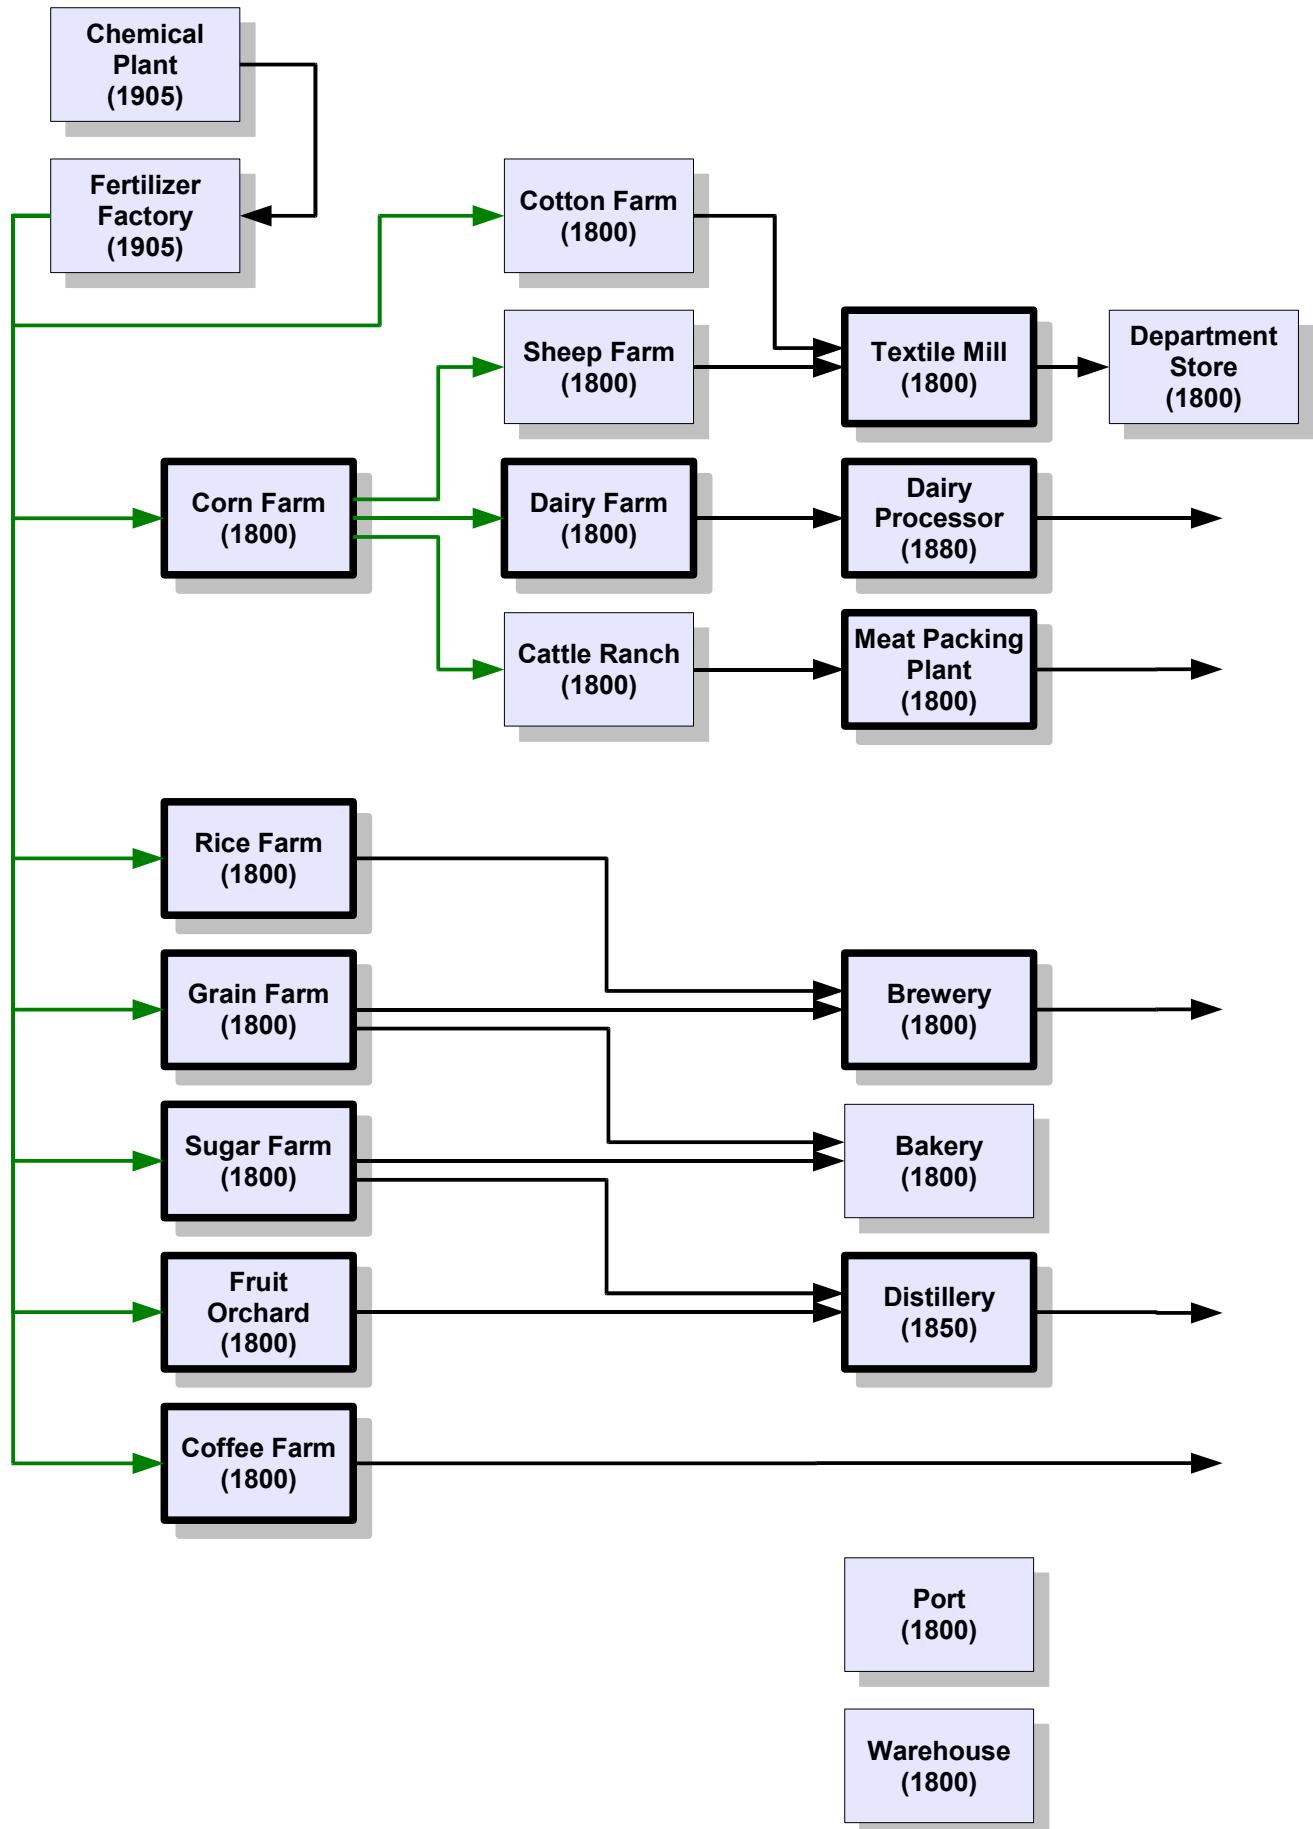 Chemical
Plant
(1905)
Fertilizer
Factory
(1905)
Cotton Farm
(1800)
Sheep Farm
(1800)
Textile Mill
(1800)
Department
Store
(1800)
Corn Farm
(1800)
Dairy Farm
(1800)
Dairy
Processor
(1880)
Cattle Ranch
(1800)
Meat Packing
Plant
(1800)
Rice Farm
(1800)
Grain Farm
(1800)
Brewery
(1800)
Sugar Farm
(1800)
Bakery
(1800)
Fruit
Orchard
(1800)
Distillery
(1850)
Coffee Farm
(1800)
Port
(1800)
Warehouse
(1800)